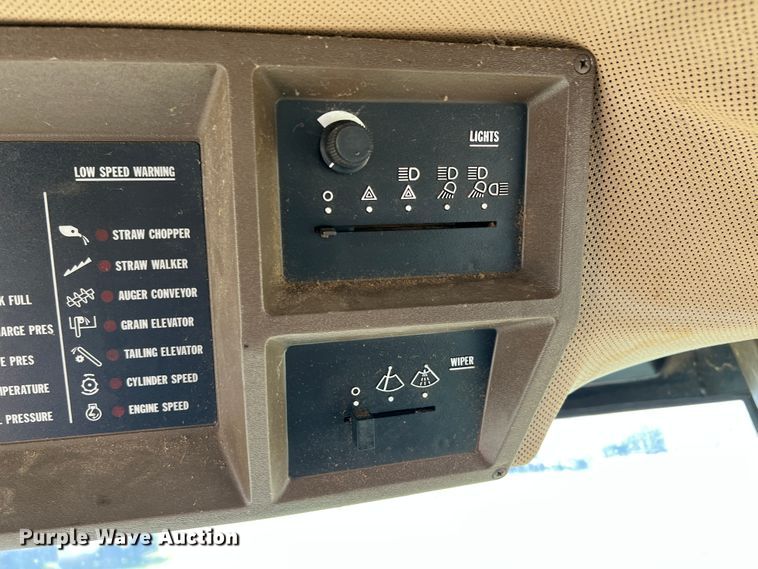 LOW SPEED WARNING
STRAW CHOPPER
STRAW WALKER
AUGER CONVEYOR
GRAIN ELEVATOR
TAILING ELEVATOR
CYLINDER SPEED
ENGINE SPEED
FULL
PRES
PRES
PRESSURE
LIGHTS
WIPER
Purple Wave Auction